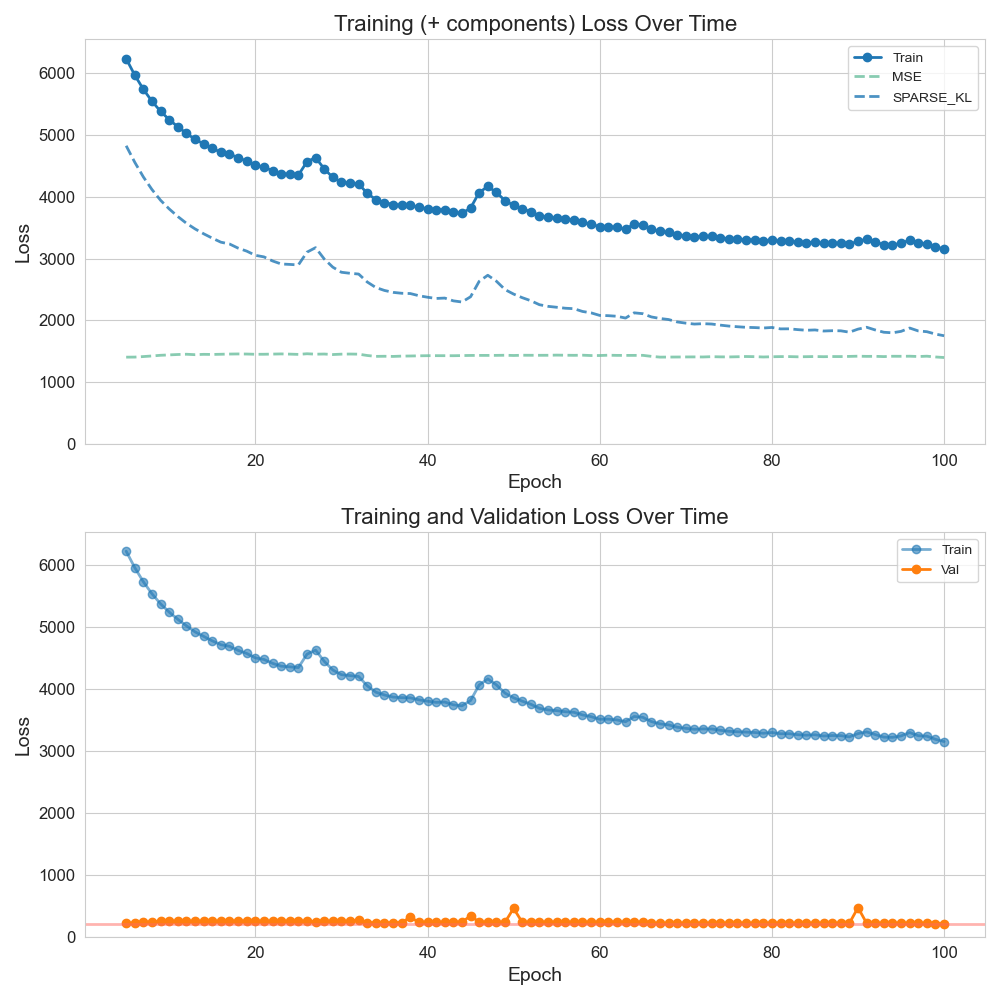 Training (+ components) Loss Over Time
Train
MSE
SPARSE_KL
Loss
6000
5000
4000
3000
2000
1000
0
20
40
60
80
100
Epoch
Training and Validation Loss Over Time
Train
Val
Loss
6000
5000
4000
3000
2000
1000
0
20
40
60
80
100
Epoch